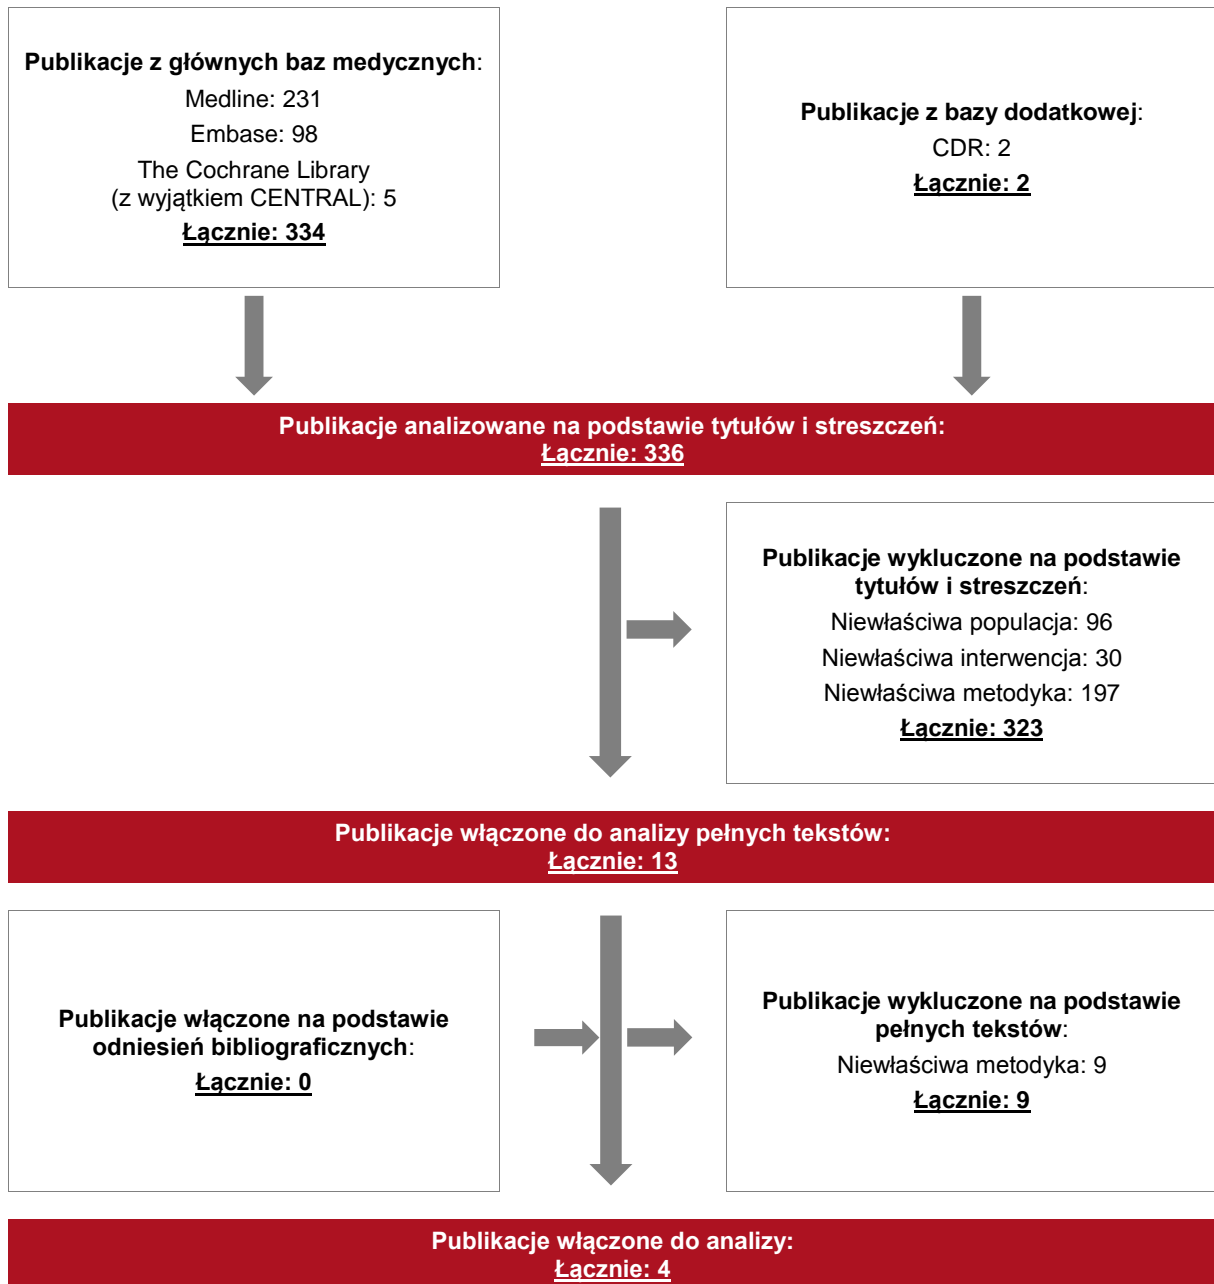 Publikacje z głównych baz medycznych:
Medline: 231
Embase: 98
The Cochrane Library
(z wyjątkiem CENTRAL): 5
Łącznie: 334
Publikacje z bazy dodatkowej:
CDR: 2
Łącznie: 2
Publikacje analizowane na podstawie tytułów i streszczeń:
Łącznie: 336
Publikacje wykluczone na podstawie
tytułów i streszczeń:
Niewłaściwa populacja: 96
Niewłaściwa interwencja: 30
Niewłaściwa metodyka: 197
Łącznie: 323
Publikacje włączone do analizy pełnych tekstów:
Łącznie: 13
Publikacje włączone na podstawie
odniesień bibliograficznych:
Łącznie: 0
Publikacje wykluczone na podstawie
pełnych tekstów:
Niewłaściwa metodyka: 9
Łącznie: 9
Publikacje włączone do analizy:
Łącznie: 4